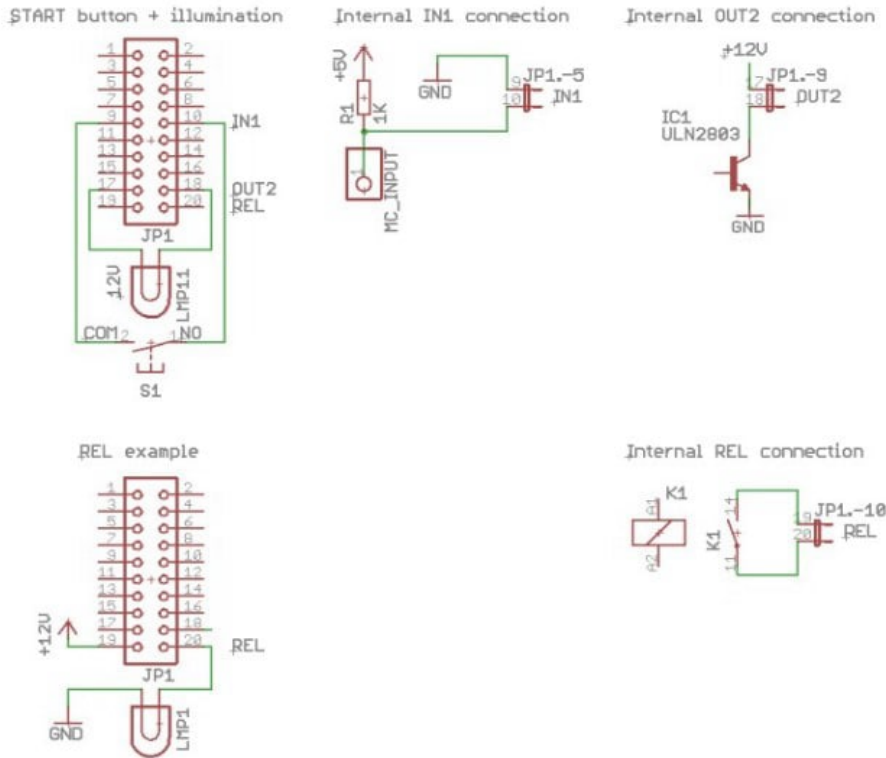 START button + illumination
1 2
3 4
5 6
7 8
9 10 IN1
11 12
13 14
15 16
17 18 OUT2
19 20 REL
JP1
12V
LMP11
COM 2 1 NO
S1
Internal IN1 connection
+5V
R1
1K
GND
9 JP1.-5
10 IN1
1
MC_INPUT
Internal OUT2 connection
+12V
17 JP1.-9
18 OUT2
IC1
ULN2803
GND
REL example
1 2
3 4
5 6
7 8
9 10
11 12
13 14
15 16
17 18
19 20 REL
+12V
JP1
GND
LMP1
Internal REL connection
A1
K1
A2
14
K1
11
19 JP1.-10
20 REL